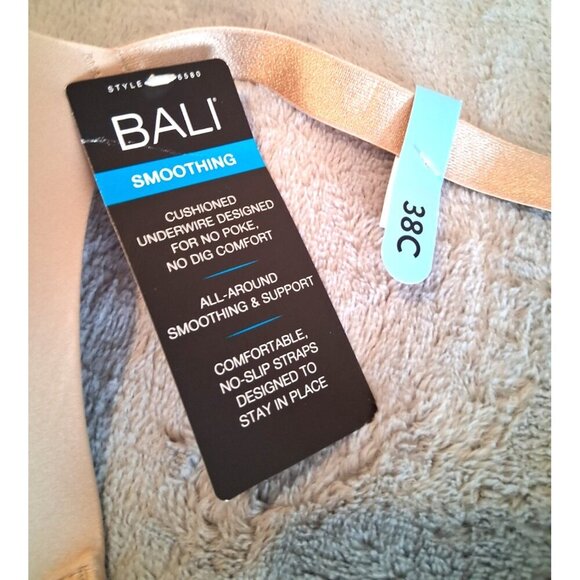 STYLE 6580
BALI®
SMOOTHING
CUSHIONED
UNDERWIRE DESIGNED
FOR NO POKE,
NO DIG COMFORT
ALL-AROUND
SMOOTHING & SUPPORT
COMFORTABLE,
NO-SLIP STRAPS
DESIGNED TO
STAY IN PLACE
38C